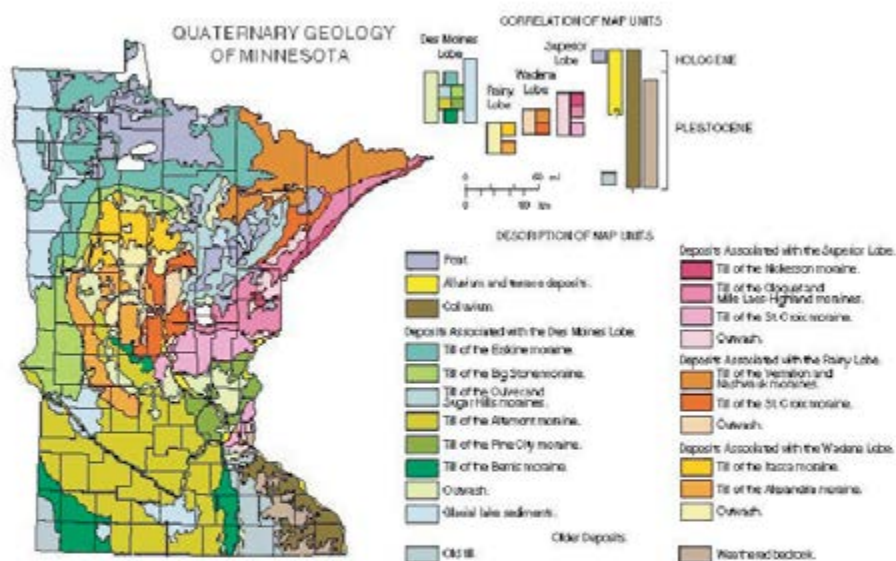 QUATERNARY GEOLOGY
OF MINNESOTA
CORRELATION OF MAP UNITS
Des Moines
Lobe
Rainy
Lobe
Wadena
Lobe
Superior
Lobe
HOLOCENE
PLEISTOCENE
0
60 mi
0
km
DESCRIPTION OF MAP UNITS
Peat.
Alluvium and terrace deposits.
Colluvium.
Deposits Associated with the Des Moines Lobe.
Till of the Erskine moraine.
Till of the Big Stone moraine.
Till of the Culver and
Sugar Hills moraines.
Till of the Altamont moraine.
Till of the Pine City moraine.
Till of the Bemis moraine.
Outwash.
Glacial lake sediments.
Deposits Associated with the Superior Lobe.
Till of the Nickerson moraine.
Till of the Cloquet and
Mille Lacs-Highland moraines.
Till of the St. Croix moraine.
Outwash.
Deposits Associated with the Rainy Lobe.
Till of the Vermilion and
Nashwauk moraines.
Till of the St. Croix moraine.
Outwash.
Deposits Associated with the Wadena Lobe.
Till of the Itasca moraine.
Till of the Alexandria moraine.
Outwash.
Older Deposits
Old till.
Weathered bedrock.